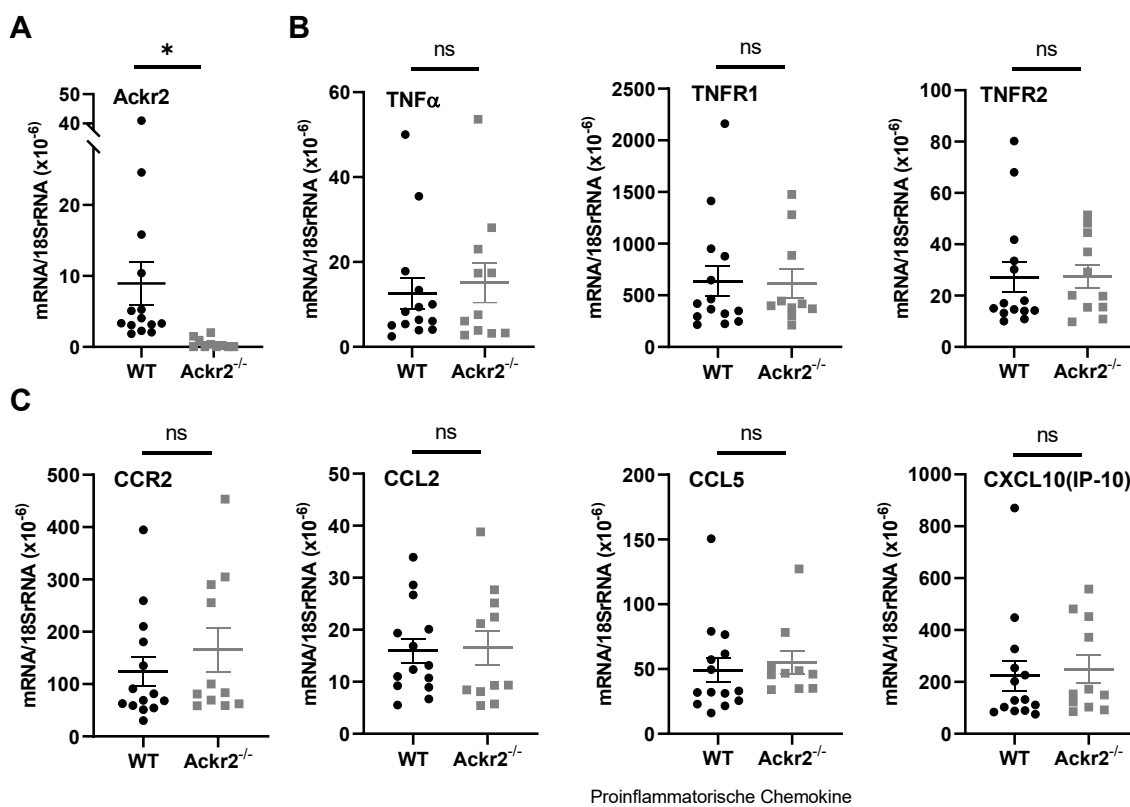 A
*
Ackr2
mRNA/18SrRNA (x10⁻⁶)
50
40
20
10
0
WT Ackr2⁻/⁻
B
ns
TNFα
mRNA/18SrRNA (x10⁻⁶)
60
40
20
0
WT Ackr2⁻/⁻
ns
TNFR1
mRNA/18SrRNA (x10⁻⁶)
2500
2000
1500
1000
500
0
WT Ackr2⁻/⁻
ns
TNFR2
mRNA/18SrRNA (x10⁻⁶)
100
80
60
40
20
0
WT Ackr2⁻/⁻
C
ns
CCR2
mRNA/18SrRNA (x10⁻⁶)
500
400
300
200
100
0
WT Ackr2⁻/⁻
ns
CCL2
mRNA/18SrRNA (x10⁻⁶)
50
40
30
20
10
0
WT Ackr2⁻/⁻
ns
CCL5
mRNA/18SrRNA (x10⁻⁶)
200
150
100
50
0
WT Ackr2⁻/⁻
ns
CXCL10(IP-10)
mRNA/18SrRNA (x10⁻⁶)
1000
800
600
400
200
0
WT Ackr2⁻/⁻
Proinflammatorische Chemokine